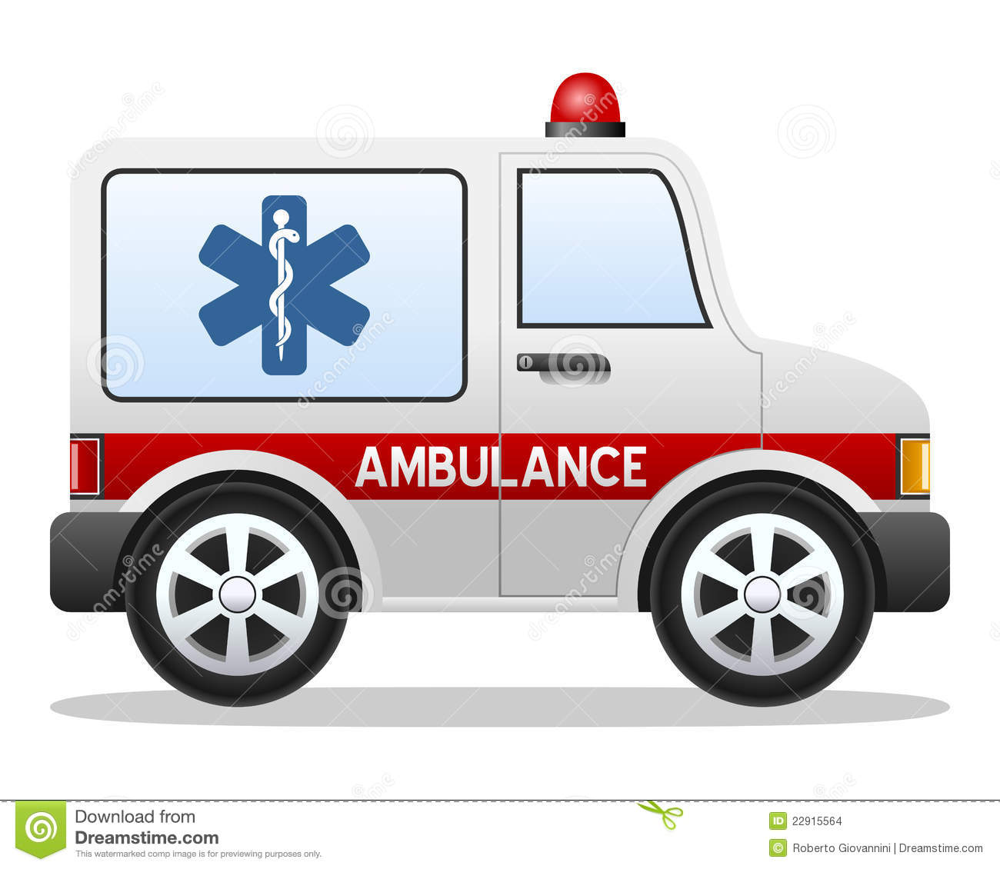 AMBULANCE
Download from
Dreamstime.com
This watermarked comp image is for previewing purposes only.
ID 22915564
© Roberto Giovannini | Dreamstime.com
dreamstime